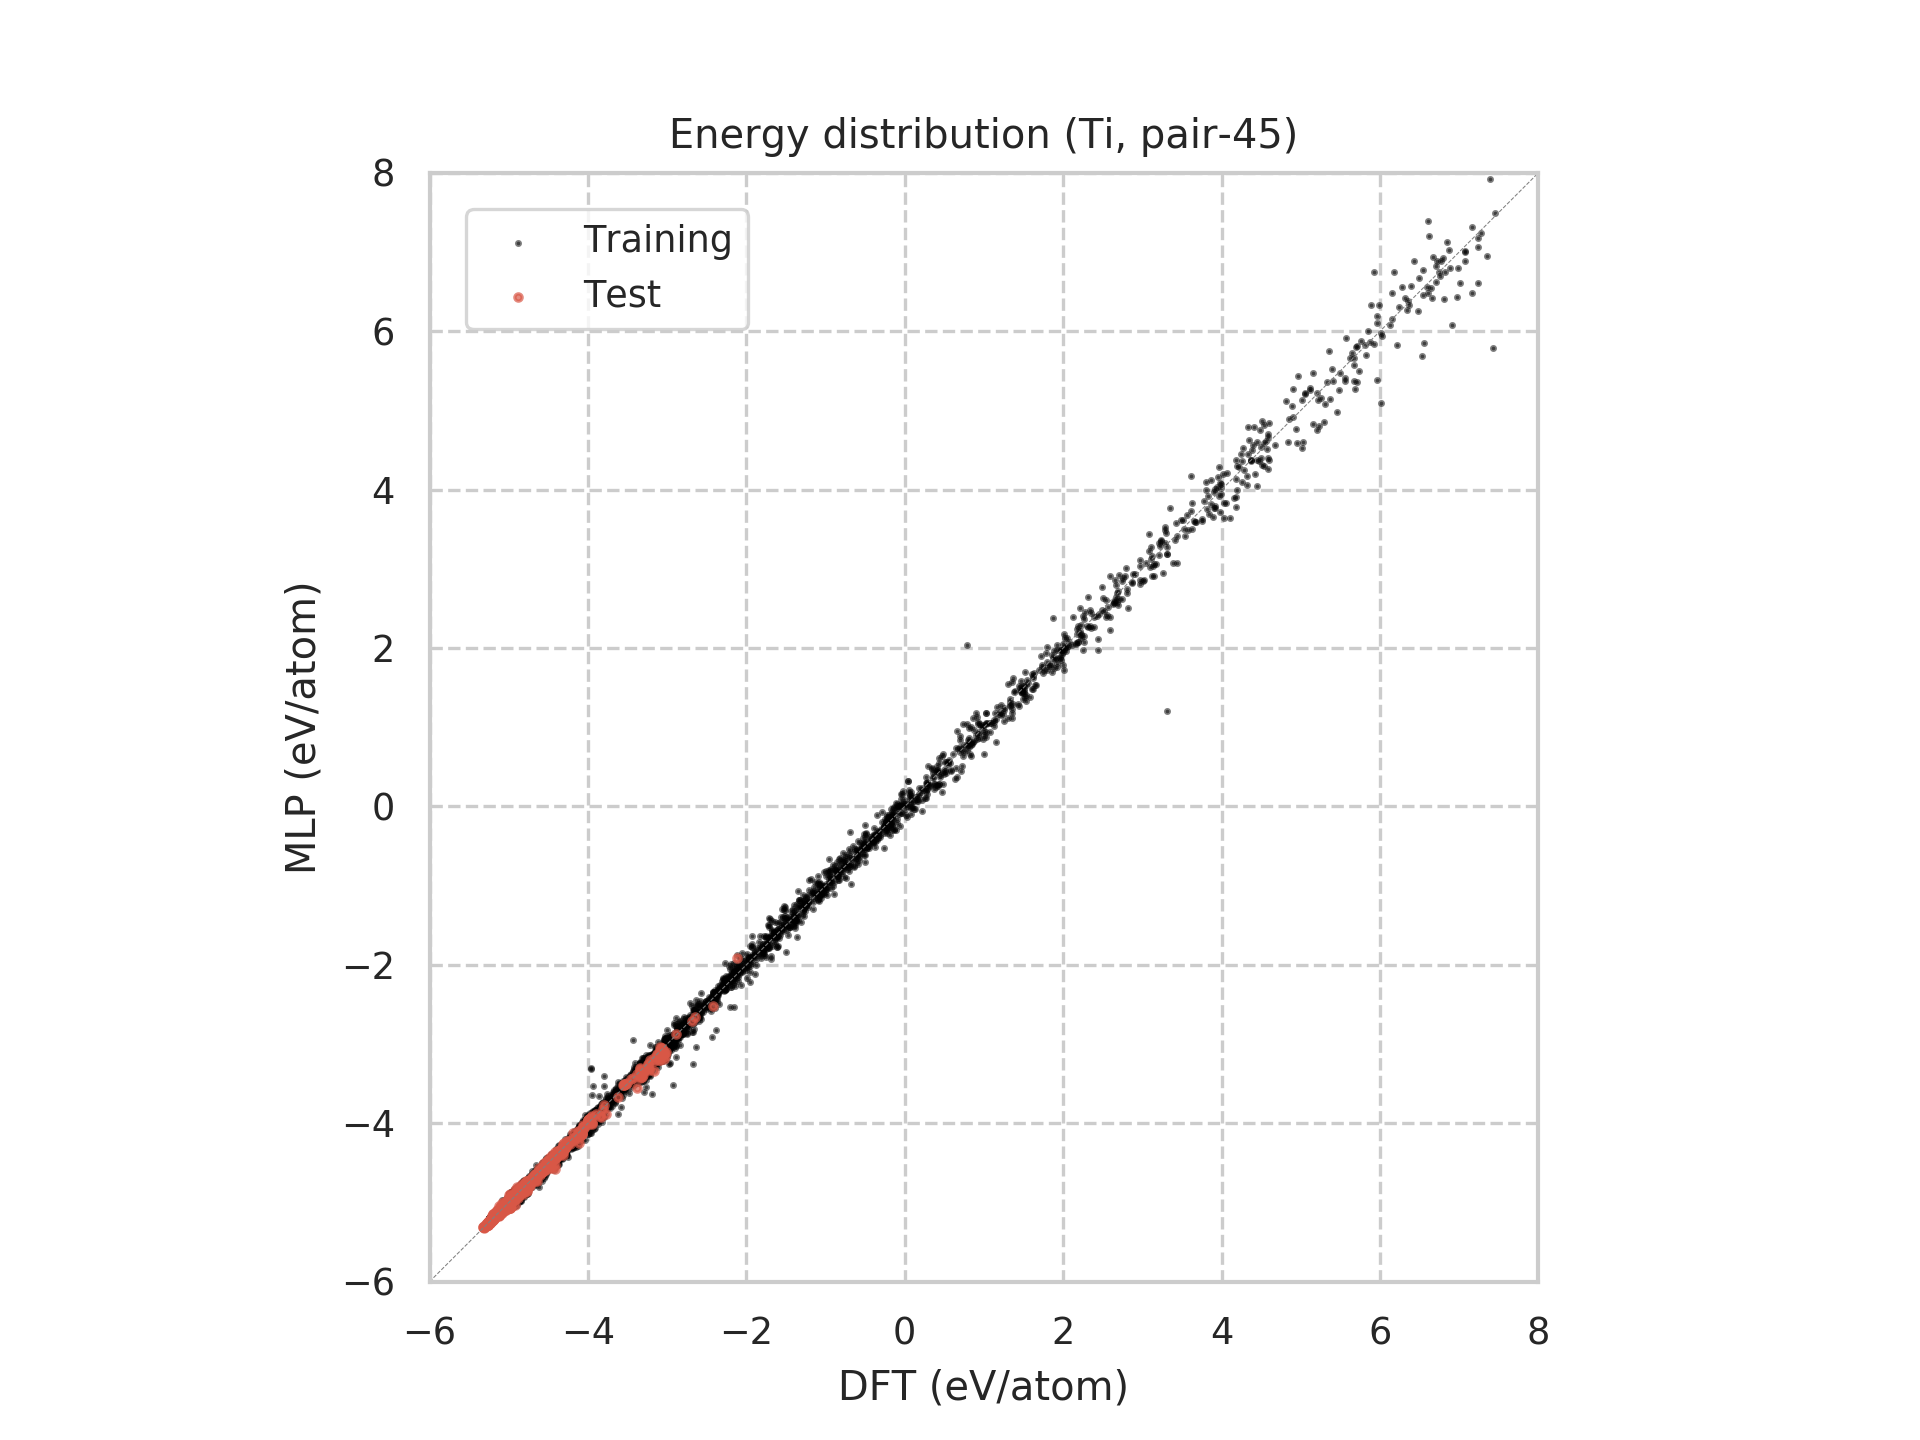 Energy distribution (Ti, pair-45)
8
6
4
2
0
−2
−4
−6
Training
Test
MLP (eV/atom)
−6 −4 −2 0 2 4 6 8
DFT (eV/atom)